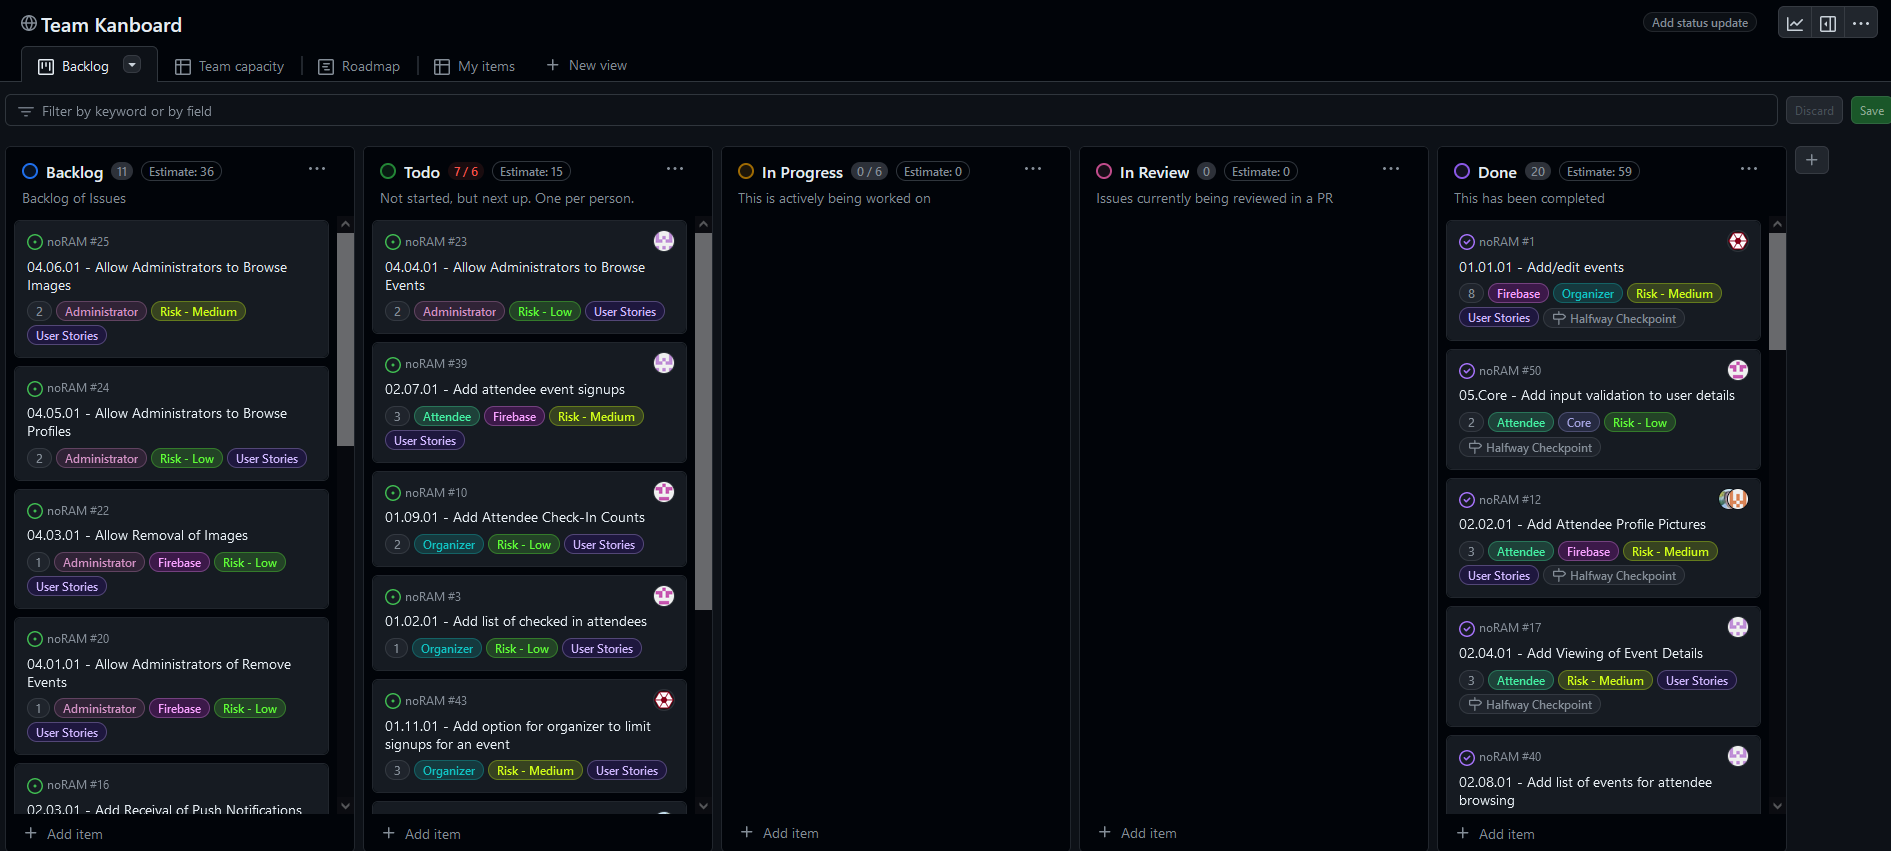 Team Kanboard
Add status update
Backlog
Team capacity
Roadmap
My items
New view
Filter by keyword or by field
Discard
Save
Backlog 11 Estimate: 36
Backlog of Issues
noRAM #25
04.06.01 - Allow Administrators to Browse
Images
2 Administrator Risk - Medium
User Stories
noRAM #24
04.05.01 - Allow Administrators to Browse
Profiles
2 Administrator Risk - Low User Stories
noRAM #22
04.03.01 - Allow Removal of Images
1 Administrator Firebase Risk - Low
User Stories
noRAM #20
04.01.01 - Allow Administrators of Remove
Events
1 Administrator Firebase Risk - Low
User Stories
noRAM #16
02.03.01 - Add Receival of Push Notifications
Add item
Todo 7 / 6 Estimate: 15
Not started, but next up. One per person.
noRAM #23
04.04.01 - Allow Administrators to Browse
Events
2 Administrator Risk - Low User Stories
noRAM #39
02.07.01 - Add attendee event signups
3 Attendee Firebase Risk - Medium
User Stories
noRAM #10
01.09.01 - Add Attendee Check-In Counts
2 Organizer Risk - Low User Stories
noRAM #3
01.02.01 - Add list of checked in attendees
1 Organizer Risk - Low User Stories
noRAM #43
01.11.01 - Add option for organizer to limit
signups for an event
3 Organizer Risk - Medium User Stories
Add item
In Progress 0 / 6 Estimate: 0
This is actively being worked on
Add item
In Review 0 Estimate: 0
Issues currently being reviewed in a PR
Add item
Done 20 Estimate: 59
This has been completed
noRAM #1
01.01.01 - Add/edit events
8 Firebase Organizer Risk - Medium
User Stories Halfway Checkpoint
noRAM #50
05.Core - Add input validation to user details
2 Attendee Core Risk - Low
Halfway Checkpoint
noRAM #12
02.02.01 - Add Attendee Profile Pictures
3 Attendee Firebase Risk - Medium
User Stories Halfway Checkpoint
noRAM #17
02.04.01 - Add Viewing of Event Details
3 Attendee Risk - Medium User Stories
Halfway Checkpoint
noRAM #40
02.08.01 - Add list of events for attendee
browsing
Add item